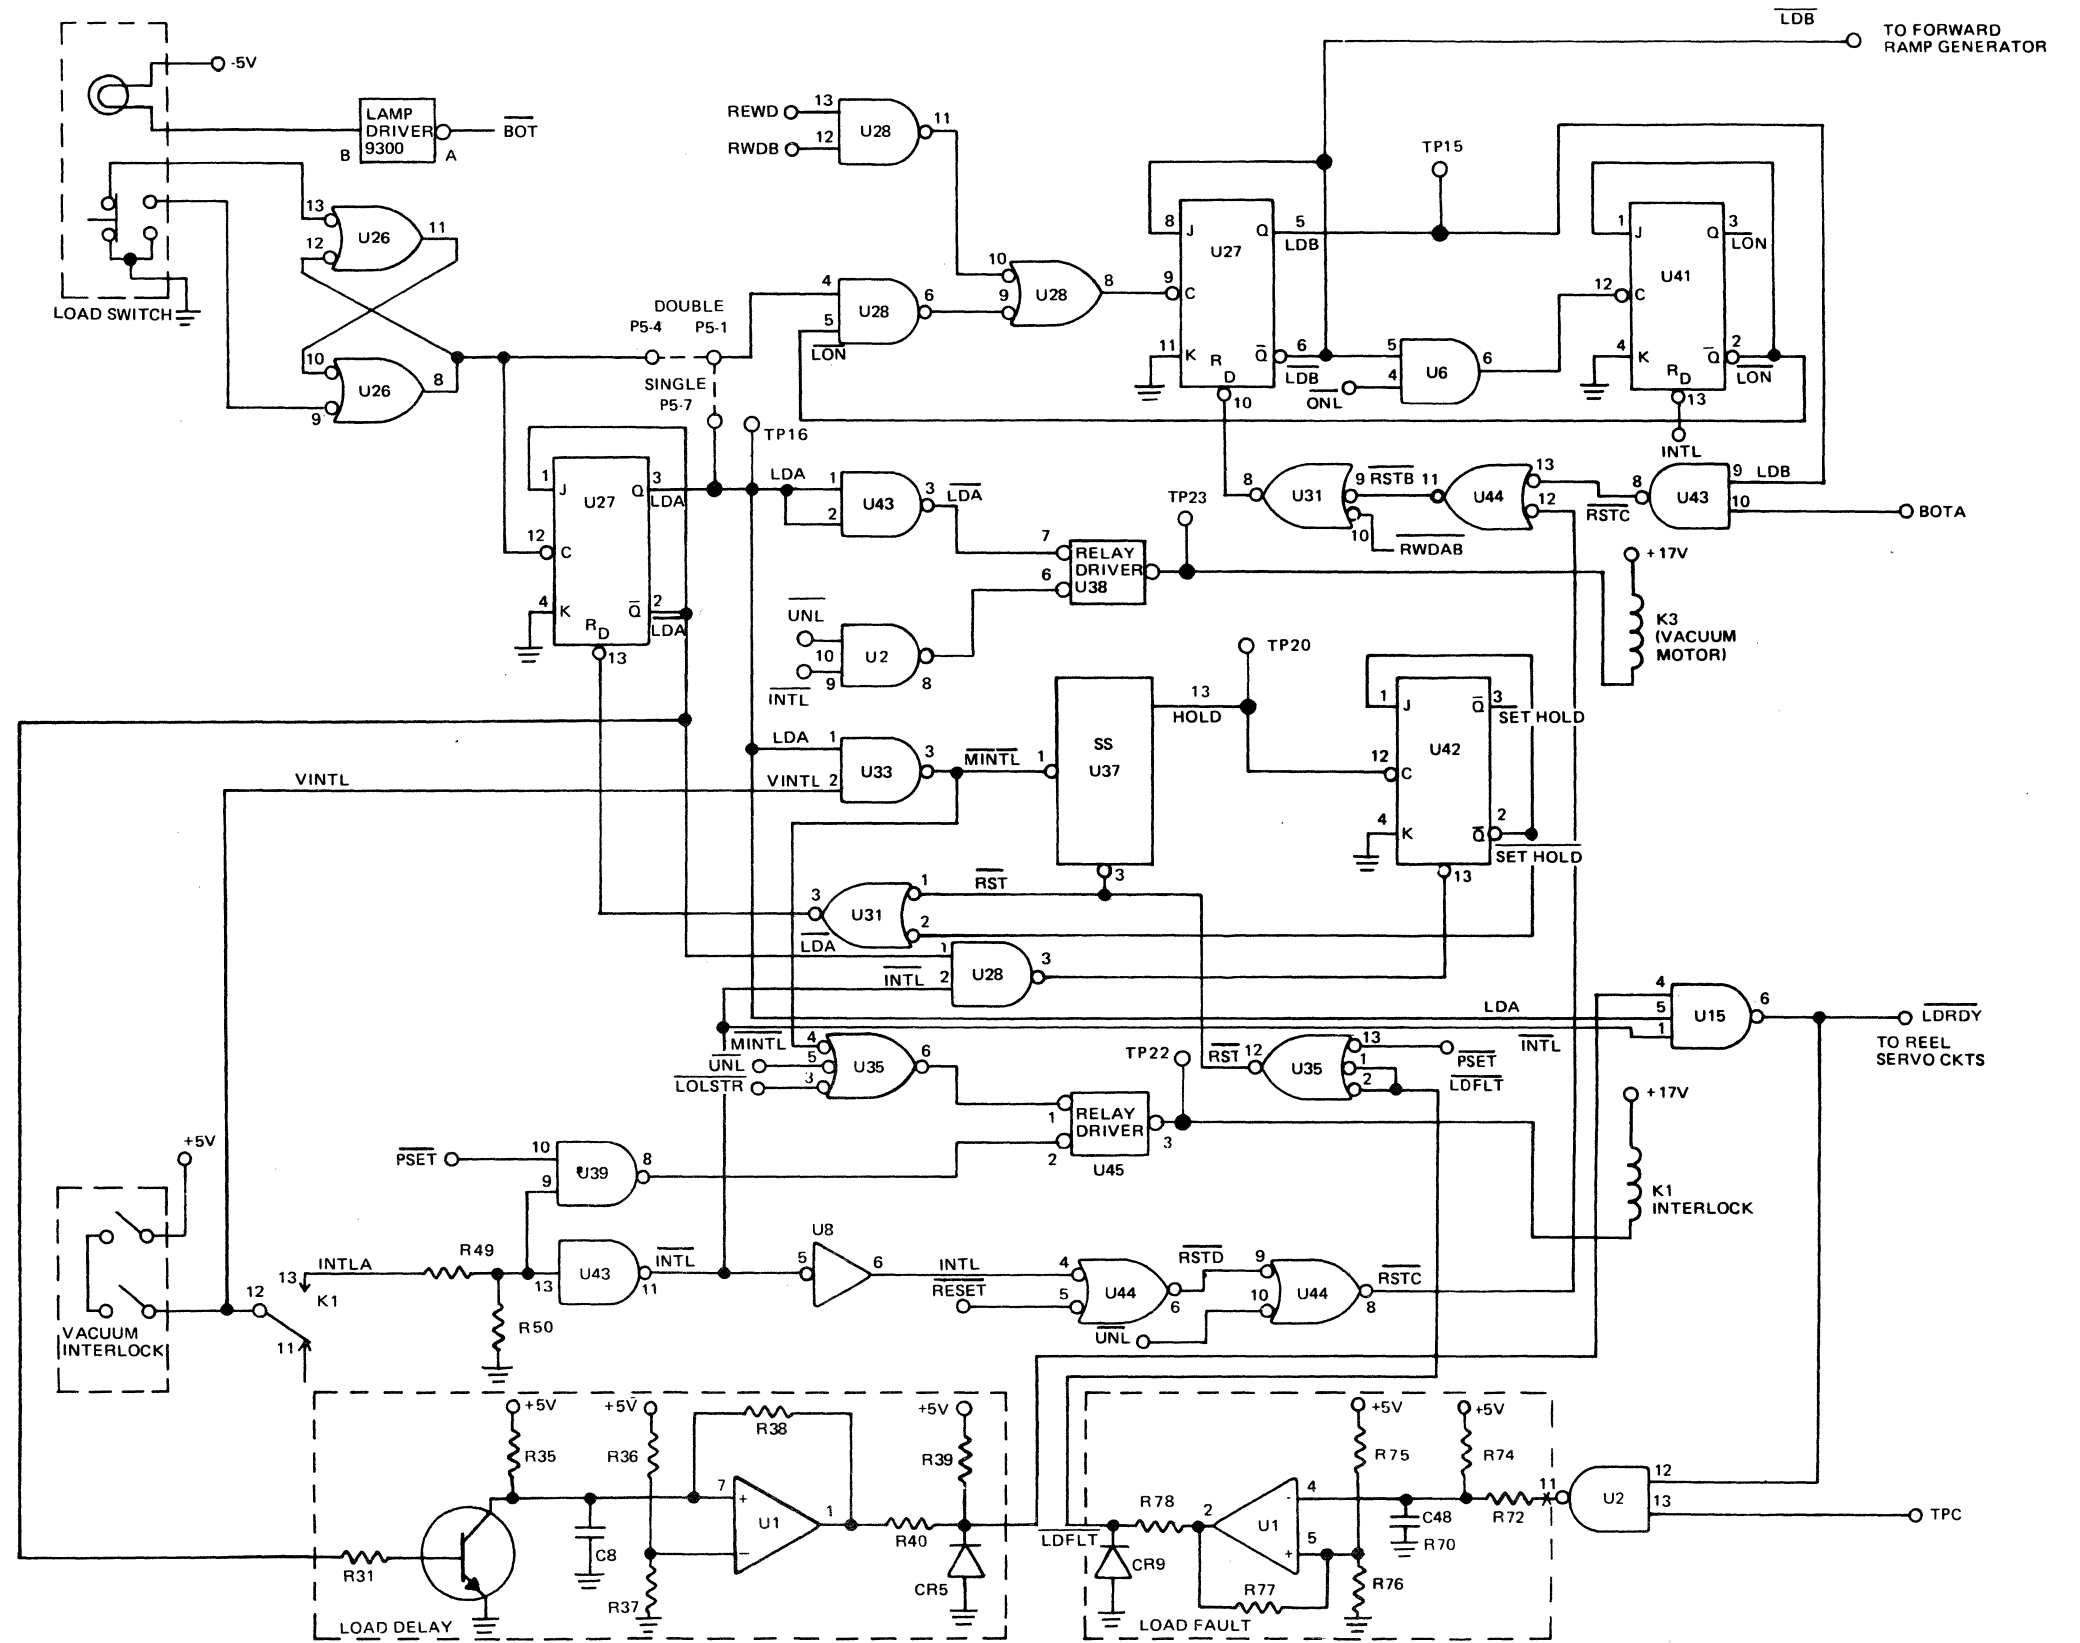 LDB
TO FORWARD
RAMP GENERATOR
-5V
LAMP
DRIVER
9300
B
A
BOT
LOAD SWITCH
13
12
U26
11
10
9
U26
8
REWD
13
RWDB
12
U28
11
DOUBLE
P5-4
P5-1
SINGLE
P5-7
4
5
LON
U28
6
10
9
U28
8
8
J
Q
5
LDB
U27
9
C
11
K
R
D
Q
6
LDB
10
TP15
5
4
ONL
U6
6
1
J
Q
3
LON
U41
12
C
4
K
R
D
Q
2
LON
13
INTL
TP16
1
J
Q
3
LDA
U27
12
C
4
K
R
D
Q
2
LDA
13
LDA
1
2
U43
3
LDA
8
U31
9
RSTB
11
10
RWDAB
U44
13
12
8
RSTC
U43
9
LDB
10
BOTA
TP23
7
6
RELAY
DRIVER
U38
+17V
K3
(VACUUM
MOTOR)
UNL
10
U2
9
8
INTL
TP20
SS
U37
13
HOLD
1
3
1
J
Q
3
SET HOLD
U42
12
C
4
K
Q
2
SET HOLD
13
LDA
1
VINTL
VINTL
2
U33
3
MINTL
3
U31
1
2
RST
LDA
1
INTL
2
U28
3
LDA
4
5
1
U15
6
LDRDY
TO REEL
SERVO CKTS
INTL
MINTL
4
UNL
5
LOLSTR
3
U35
6
TP22
RST
12
U35
13
1
2
PSET
LDFLT
1
2
RELAY
DRIVER
3
U45
+17V
K1
INTERLOCK
PSET
10
9
U39
8
+5V
VACUUM
INTERLOCK
12
13
INTLA
K1
11
R49
R50
13
U43
11
INTL
U8
5
6
INTL
RESET
4
5
U44
6
RSTD
UNL
9
10
U44
8
RSTC
+5V
R35
+5V
R36
R38
+5V
R39
7
+
-
U1
1
R40
C8
R37
R31
CR5
LOAD DELAY
LDFLT
CR9
R78
2
U1
4
-
5
+
R77
+5V
R75
R76
+5V
R74
C48
R70
R72
11
U2
12
13
TPC
LOAD FAULT